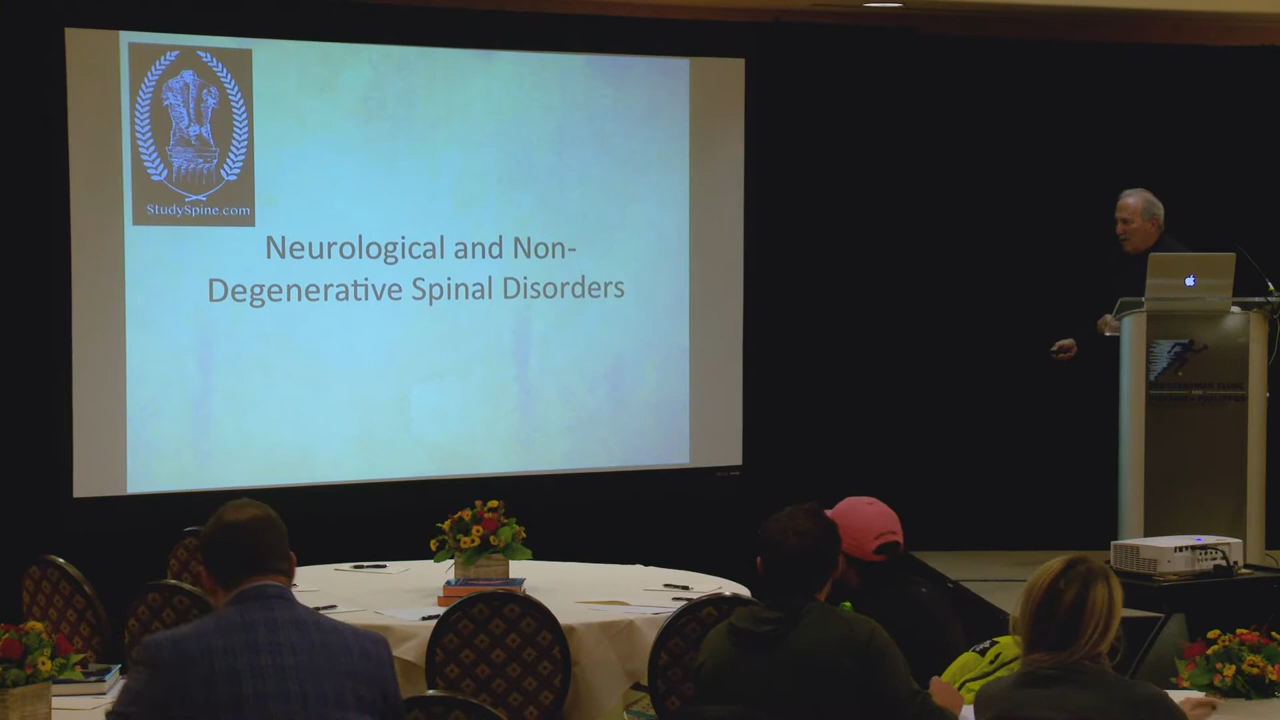 StudySpine.com
Neurological and Non-
Degenerative Spinal Disorders